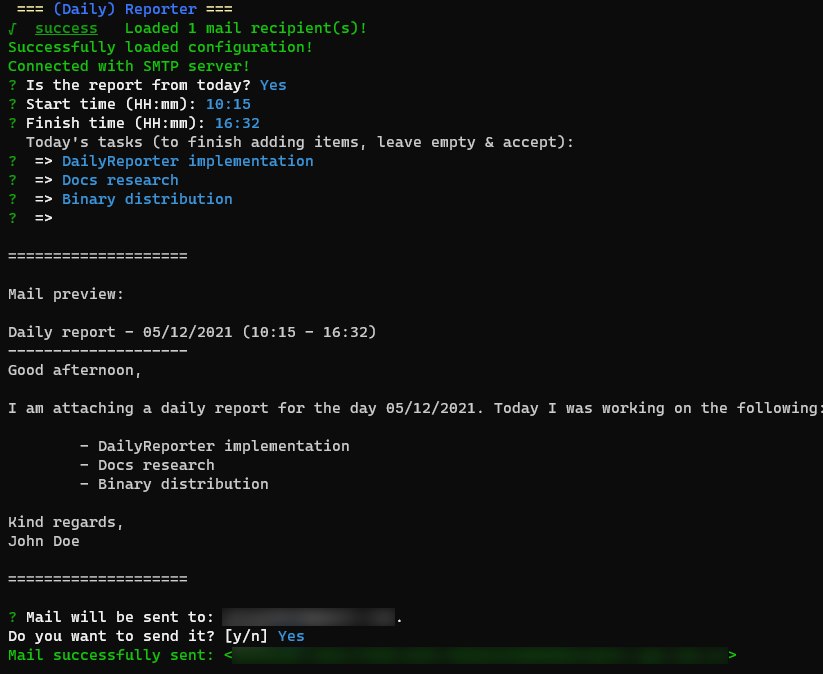 === (Daily) Reporter ===
√ success Loaded 1 mail recipient(s)!
Successfully loaded configuration!
Connected with SMTP server!
? Is the report from today? Yes
? Start time (HH:mm): 10:15
? Finish time (HH:mm): 16:32
Today's tasks (to finish adding items, leave empty & accept):
? => DailyReporter implementation
? => Docs research
? => Binary distribution
? =>
====================
Mail preview:
Daily report - 05/12/2021 (10:15 - 16:32)
--------------------
Good afternoon,
I am attaching a daily report for the day 05/12/2021. Today I was working on the following:
- DailyReporter implementation
- Docs research
- Binary distribution
Kind regards,
John Doe
====================
? Mail will be sent to: .
Do you want to send it? [y/n] Yes
Mail successfully sent: < >